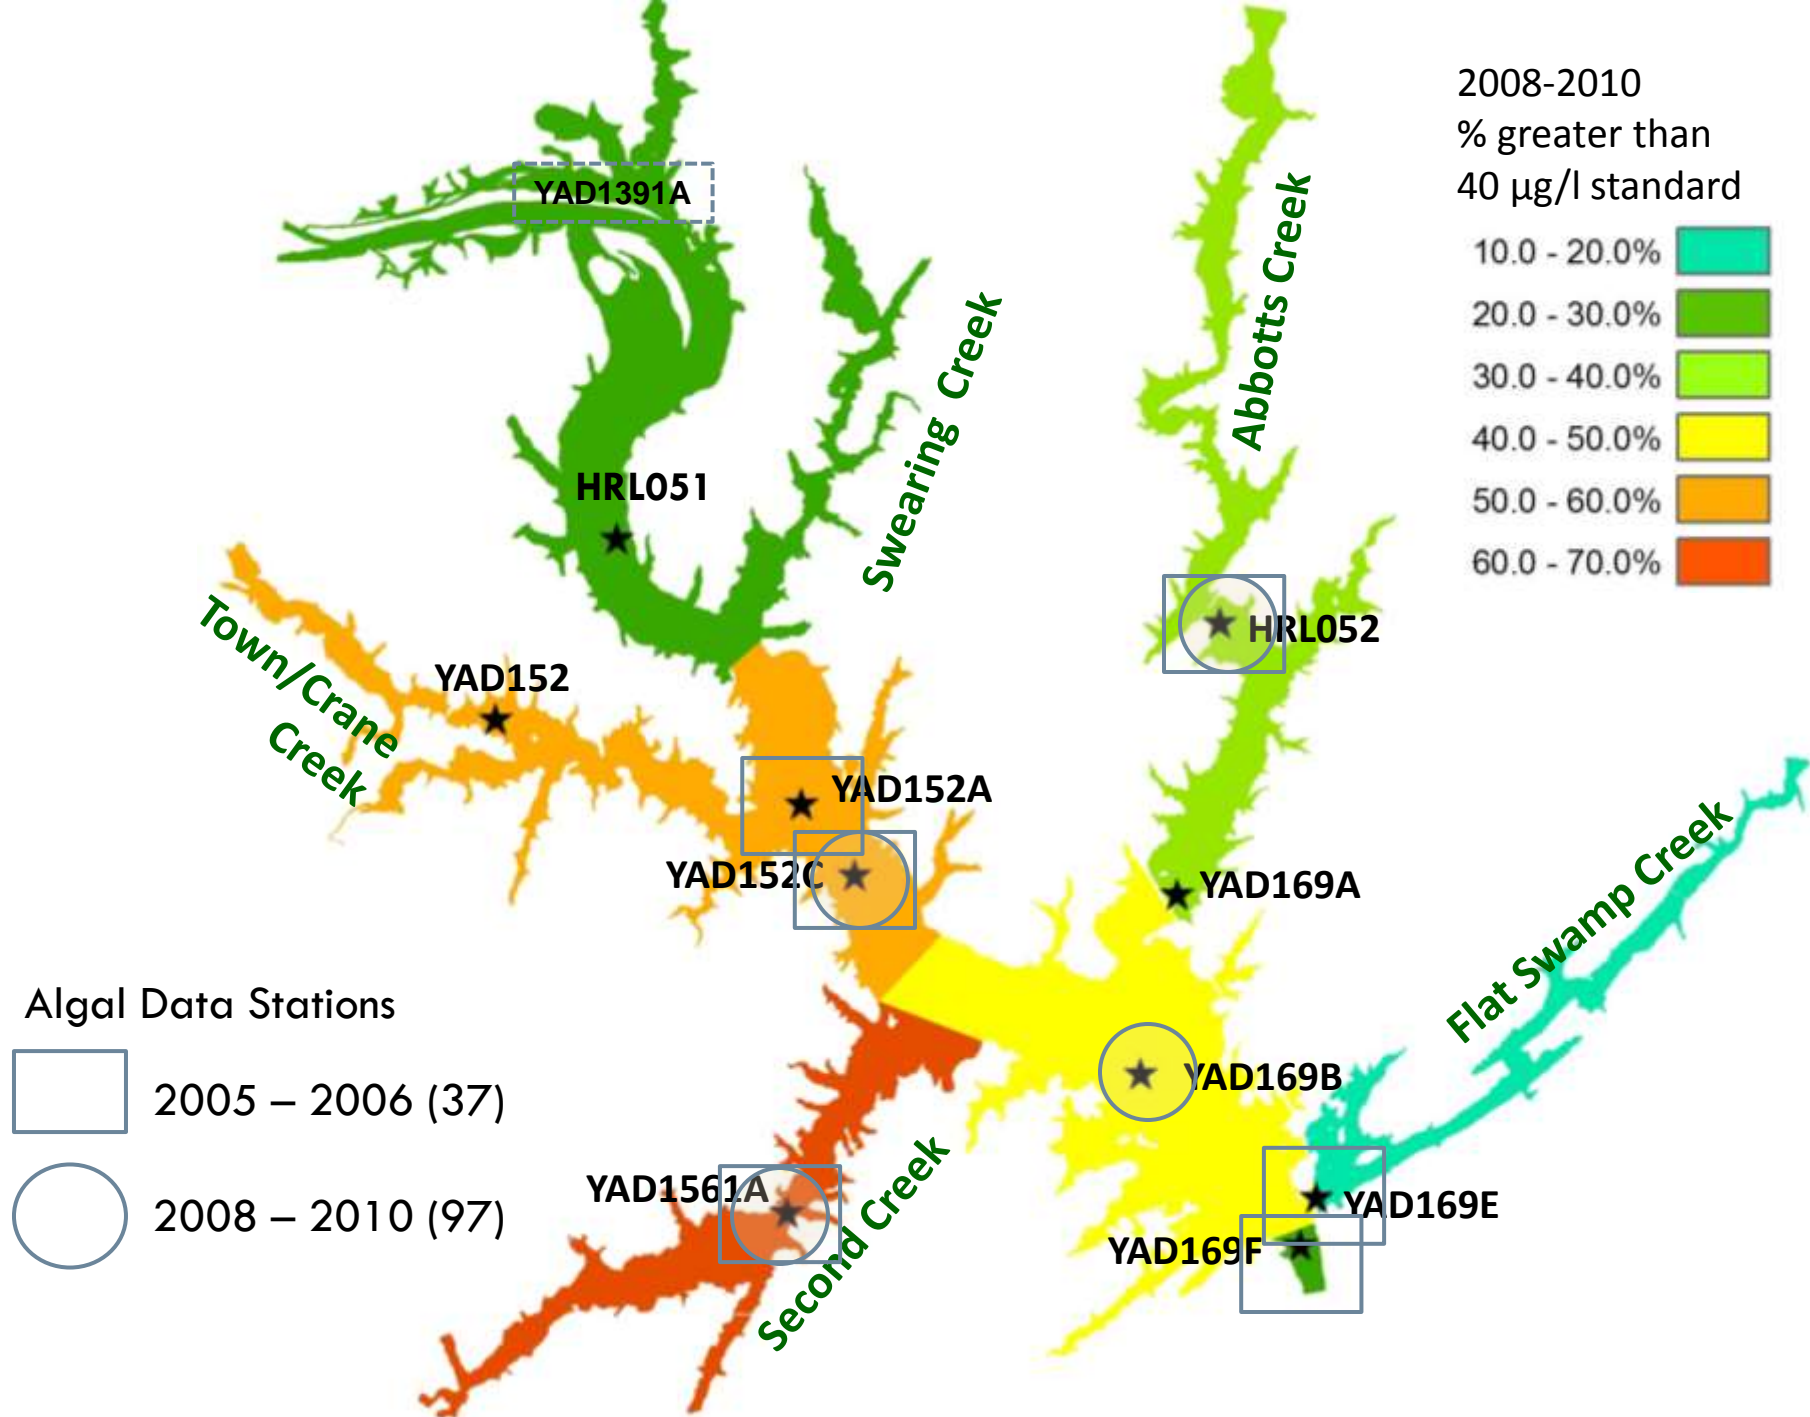 2008-2010
% greater than
40 µg/l standard
10.0 - 20.0%
20.0 - 30.0%
30.0 - 40.0%
40.0 - 50.0%
50.0 - 60.0%
60.0 - 70.0%
YAD1391A
Abbotts Creek
Swearing Creek
HRL051
HRL052
Town/Crane
Creek
YAD152
YAD152A
YAD152C
YAD169A
Flat Swamp Creek
Algal Data Stations
2005 – 2006 (37)
2008 – 2010 (97)
YAD169B
YAD1561A
Second Creek
YAD169E
YAD169F